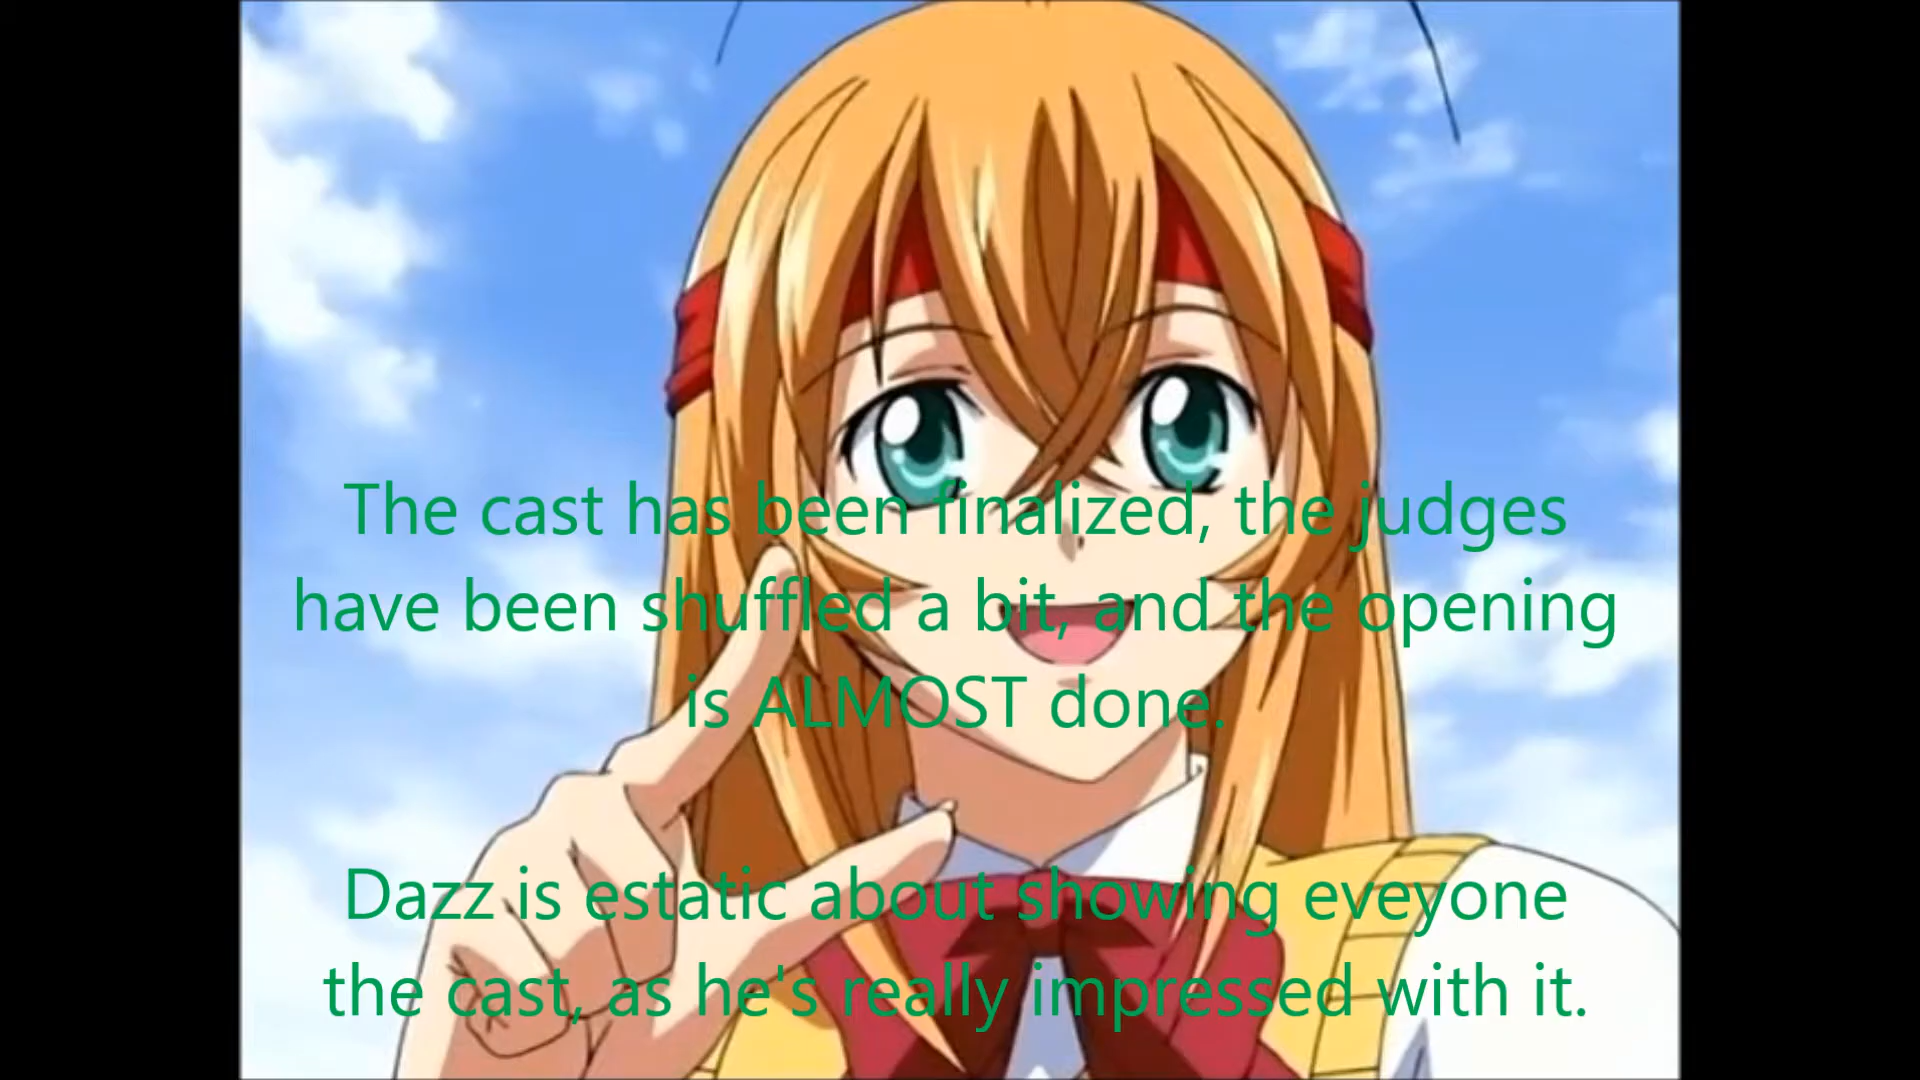 The cast has been finalized, the judges
have been shuffled a bit, and the opening
is ALMOST done.
Dazz is estatic about showing eveyone
the cast, as he's really impressed with it.